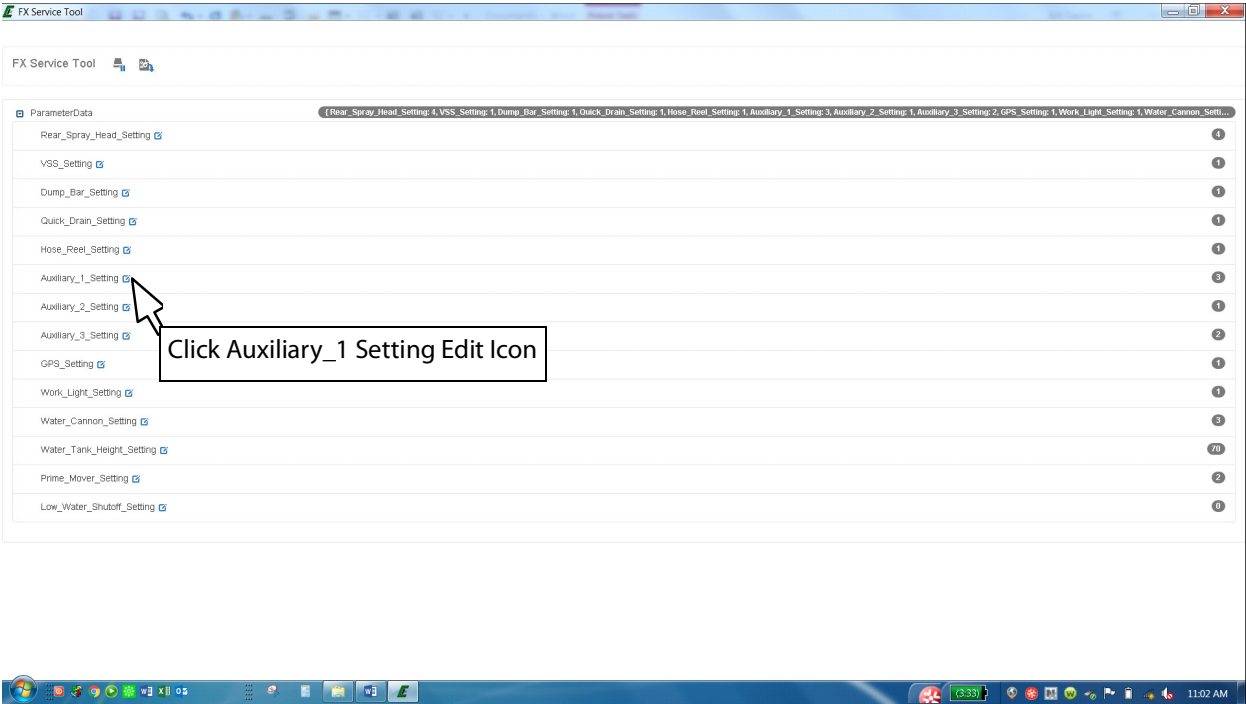 FX Service Tool
FX Service Tool
ParameterData
{Rear_Spray_Head_Setting: 4, VSS_Setting: 1, Dump_Bar_Setting: 1, Quick_Drain_Setting: 1, Hose_Reel_Setting: 1, Auxiliary_1_Setting: 3, Auxiliary_2_Setting: 1, Auxiliary_3_Setting: 2, GPS_Setting: 1, Work_Light_Setting: 1, Water_Cannon_Setti...
Rear_Spray_Head_Setting 4
VSS_Setting 1
Dump_Bar_Setting 1
Quick_Drain_Setting 1
Hose_Reel_Setting 1
Auxiliary_1_Setting 3
Auxiliary_2_Setting 1
Auxiliary_3_Setting 2
Click Auxiliary_1 Setting Edit Icon
GPS_Setting 1
Work_Light_Setting 1
Water_Cannon_Setting 3
Water_Tank_Height_Setting 70
Prime_Mover_Setting 2
Low_Water_Shutoff_Setting 0
(3:33) 11:02 AM